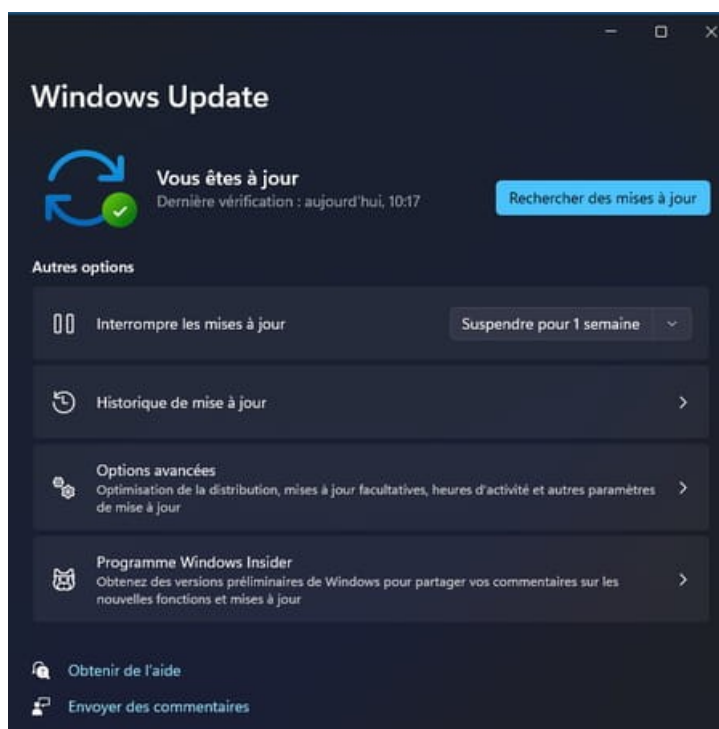 Windows Update
Vous êtes à jour
Dernière vérification : aujourd'hui, 10:17
Rechercher des mises à jour
Autres options
Interrompre les mises à jour
Suspendre pour 1 semaine
Historique de mise à jour
Options avancées
Optimisation de la distribution, mises à jour facultatives, heures d'activité et autres paramètres
de mise à jour
Programme Windows Insider
Obtenez des versions préliminaires de Windows pour partager vos commentaires sur les
nouvelles fonctions et mises à jour
Obtenir de l'aide
Envoyer des commentaires